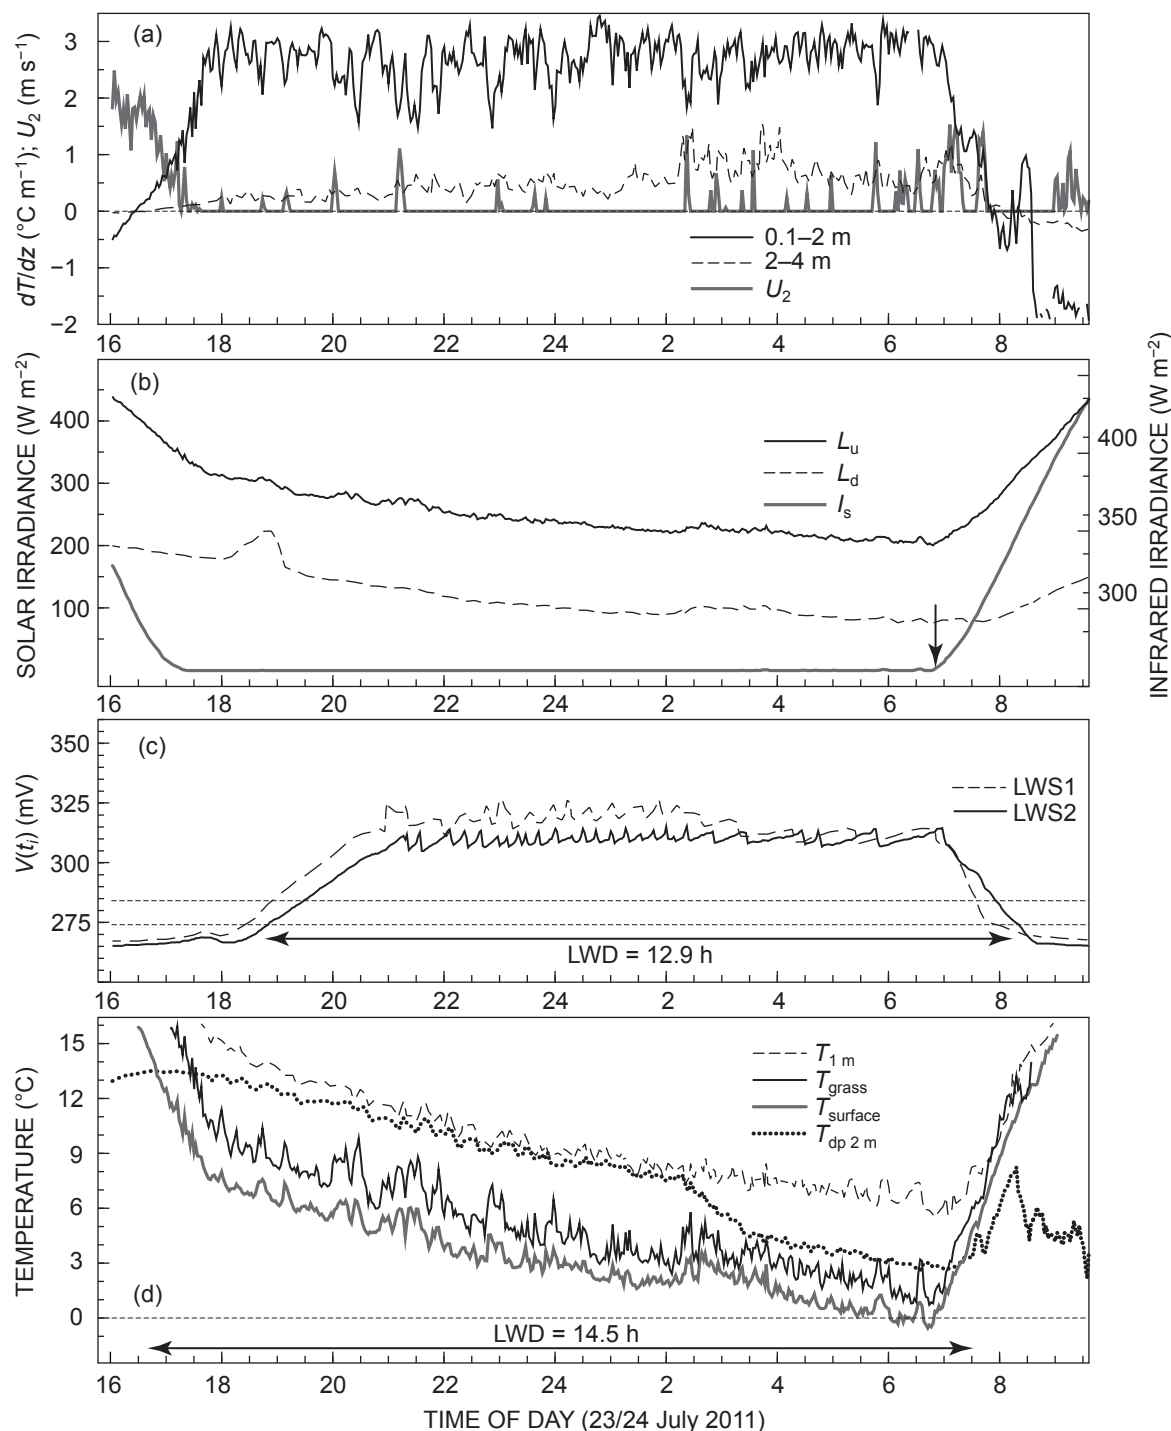 (a)
3
2
1
0
−1
−2
dT/dz (°C m⁻¹); U₂ (m s⁻¹)
0.1–2 m
2–4 m
U₂
16 18 20 22 24 2 4 6 8
(b)
400
300
200
100
SOLAR IRRADIANCE (W m⁻²)
Lᵤ
L_d
Iₛ
400
350
300
INFRARED IRRADIANCE (W m⁻²)
16 18 20 22 24 2 4 6 8
(c)
350
325
300
275
V(tᵢ) (mV)
LWS1
LWS2
LWD = 12.9 h
16 18 20 22 24 2 4 6 8
15
12
9
6
3
0
TEMPERATURE (°C)
T₁ ₘ
T_grass
T_surface
T_dp 2 m
(d)
LWD = 14.5 h
16 18 20 22 24 2 4 6 8
TIME OF DAY (23/24 July 2011)